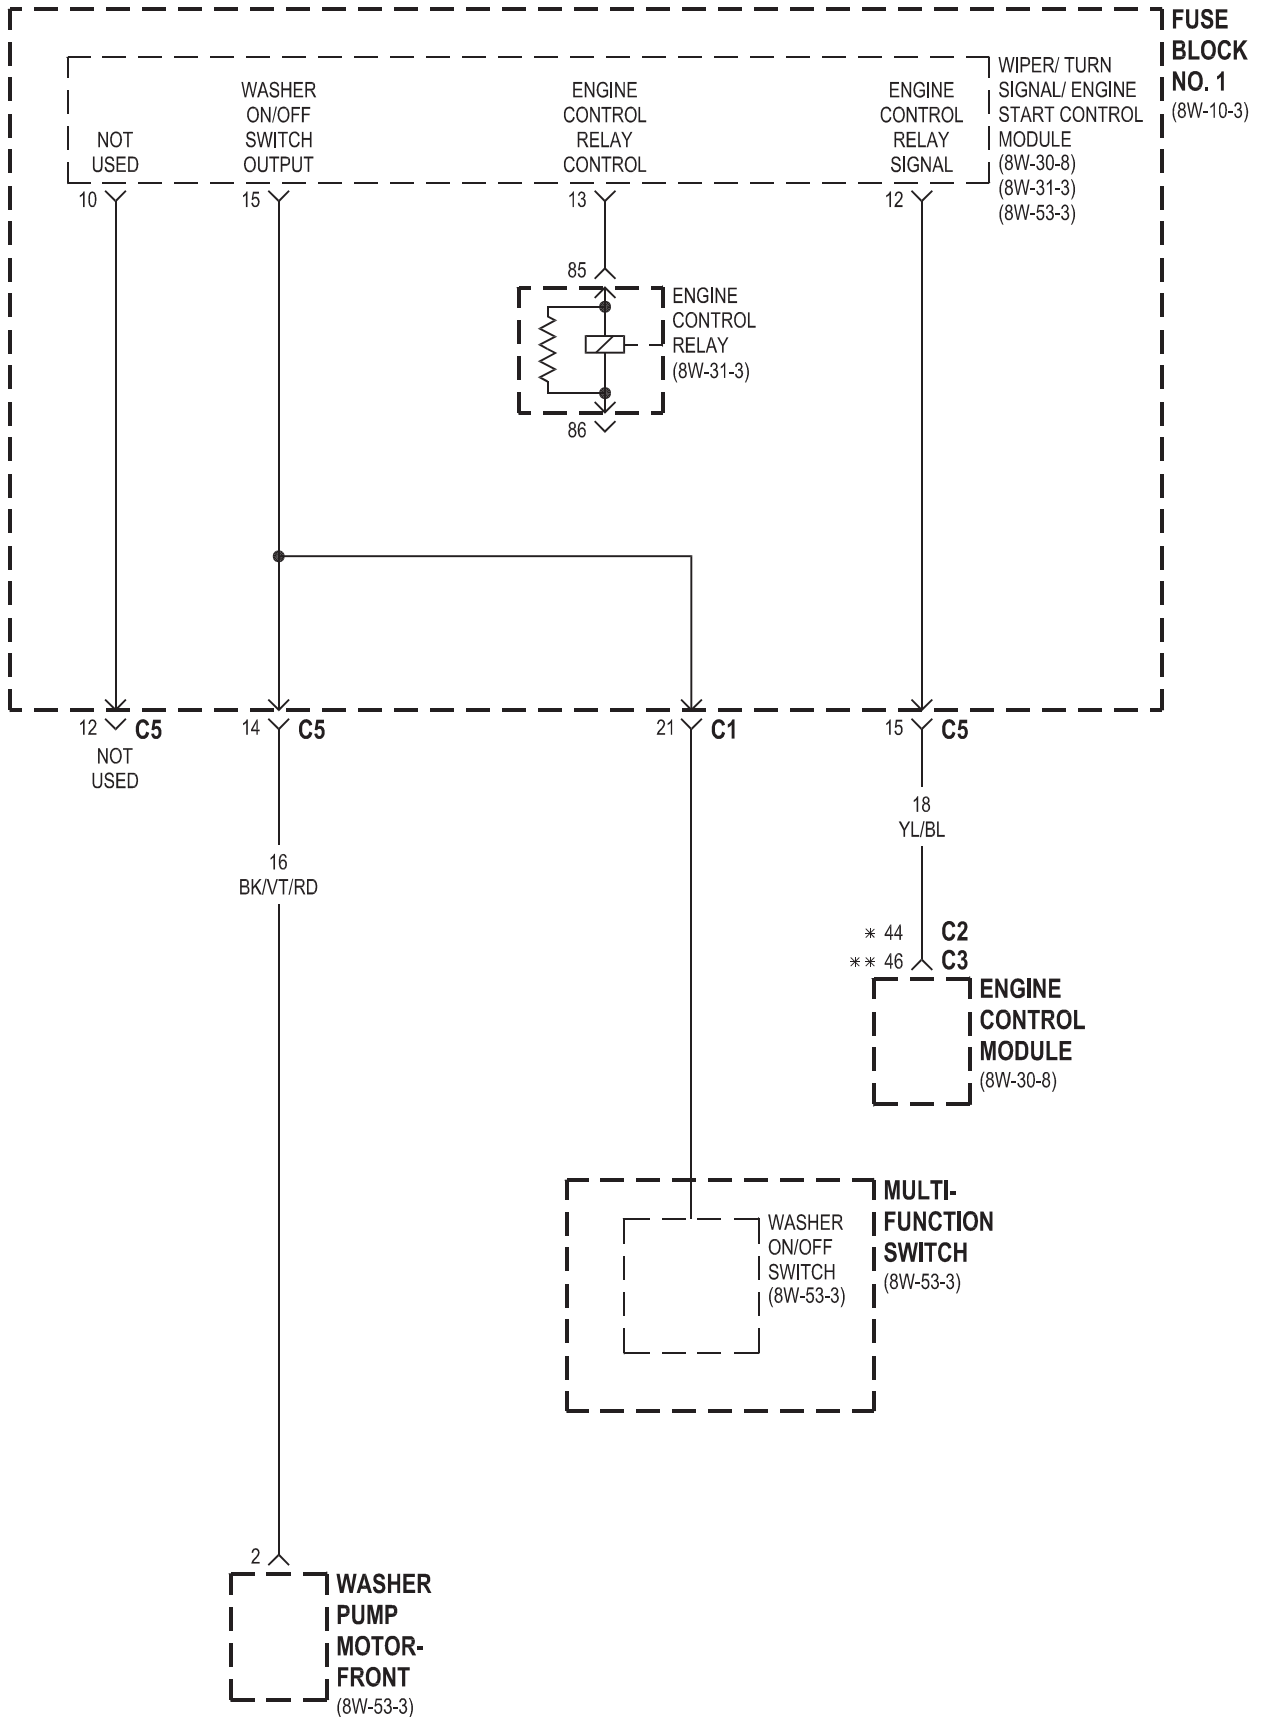 FUSE
BLOCK
NO. 1
(8W-10-3)
WIPER/ TURN
SIGNAL/ ENGINE
START CONTROL
MODULE
(8W-30-8)
(8W-31-3)
(8W-53-3)
NOT
USED
WASHER
ON/OFF
SWITCH
OUTPUT
ENGINE
CONTROL
RELAY
CONTROL
ENGINE
CONTROL
RELAY
SIGNAL
10
15
13
12
85
ENGINE
CONTROL
RELAY
(8W-31-3)
86
12 C5
NOT
USED
14 C5
21 C1
15 C5
18
YL/BL
16
BK/VT/RD
* 44 C2
** 46 C3
ENGINE
CONTROL
MODULE
(8W-30-8)
MULTI-
FUNCTION
SWITCH
(8W-53-3)
WASHER
ON/OFF
SWITCH
(8W-53-3)
2
WASHER
PUMP
MOTOR-
FRONT
(8W-53-3)